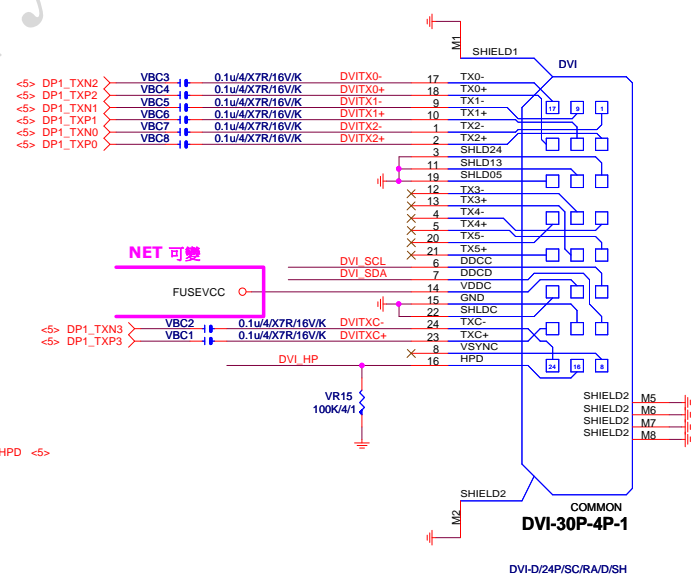 M1
SHIELD1
DVI
<5> DP1_TXN2 VBC3 0.1u/4/X7R/16V/K DVITX0- 17 TX0-
<5> DP1_TXP2 VBC4 0.1u/4/X7R/16V/K DVITX0+ 18 TX0+
<5> DP1_TXN1 VBC5 0.1u/4/X7R/16V/K DVITX1- 9 TX1-
<5> DP1_TXP1 VBC6 0.1u/4/X7R/16V/K DVITX1+ 10 TX1+
<5> DP1_TXN0 VBC7 0.1u/4/X7R/16V/K DVITX2- 1 TX2-
<5> DP1_TXP0 VBC8 0.1u/4/X7R/16V/K DVITX2+ 2 TX2+
17 9 1
3 SHLD24
11 SHLD13
19 SHLD05
12 TX3-
13 TX3+
4 TX4-
5 TX4+
20 TX5-
21 TX5+
NET 可變
DVI_SCL 6 DDCC
DVI_SDA 7 DDCD
FUSEVCC 14 VDDC
15 GND
22 SHLDC
<5> DP1_TXN3 VBC2 0.1u/4/X7R/16V/K DVITXC- 24 TXC-
<5> DP1_TXP3 VBC1 0.1u/4/X7R/16V/K DVITXC+ 23 TXC+
8 VSYNC
DVI_HP 16 HPD
24 16 8
VR15
100K/4/1
SHIELD2 M5
SHIELD2 M6
SHIELD2 M7
SHIELD2 M8
HPD <5>
SHIELD2
M2
COMMON
DVI-30P-4P-1
DVI-D/24P/SC/RA/D/SH